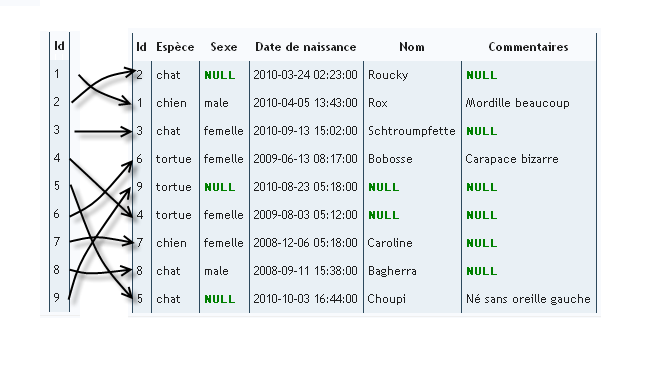 Id
1
2
3
4
5
6
7
8
9
Id Espèce Sexe Date de naissance Nom Commentaires
2 chat NULL 2010-03-24 02:23:00 Roucky NULL
1 chien male 2010-04-05 13:43:00 Rox Mordille beaucoup
3 chat femelle 2010-09-13 15:02:00 Schtroumpfette NULL
6 tortue femelle 2009-06-13 08:17:00 Bobosse Carapace bizarre
9 tortue NULL 2010-08-23 05:18:00 NULL NULL
4 tortue femelle 2009-08-03 05:12:00 NULL NULL
7 chien femelle 2008-12-06 05:18:00 Caroline NULL
8 chat male 2008-09-11 15:38:00 Bagherra NULL
5 chat NULL 2010-10-03 16:44:00 Choupi Né sans oreille gauche